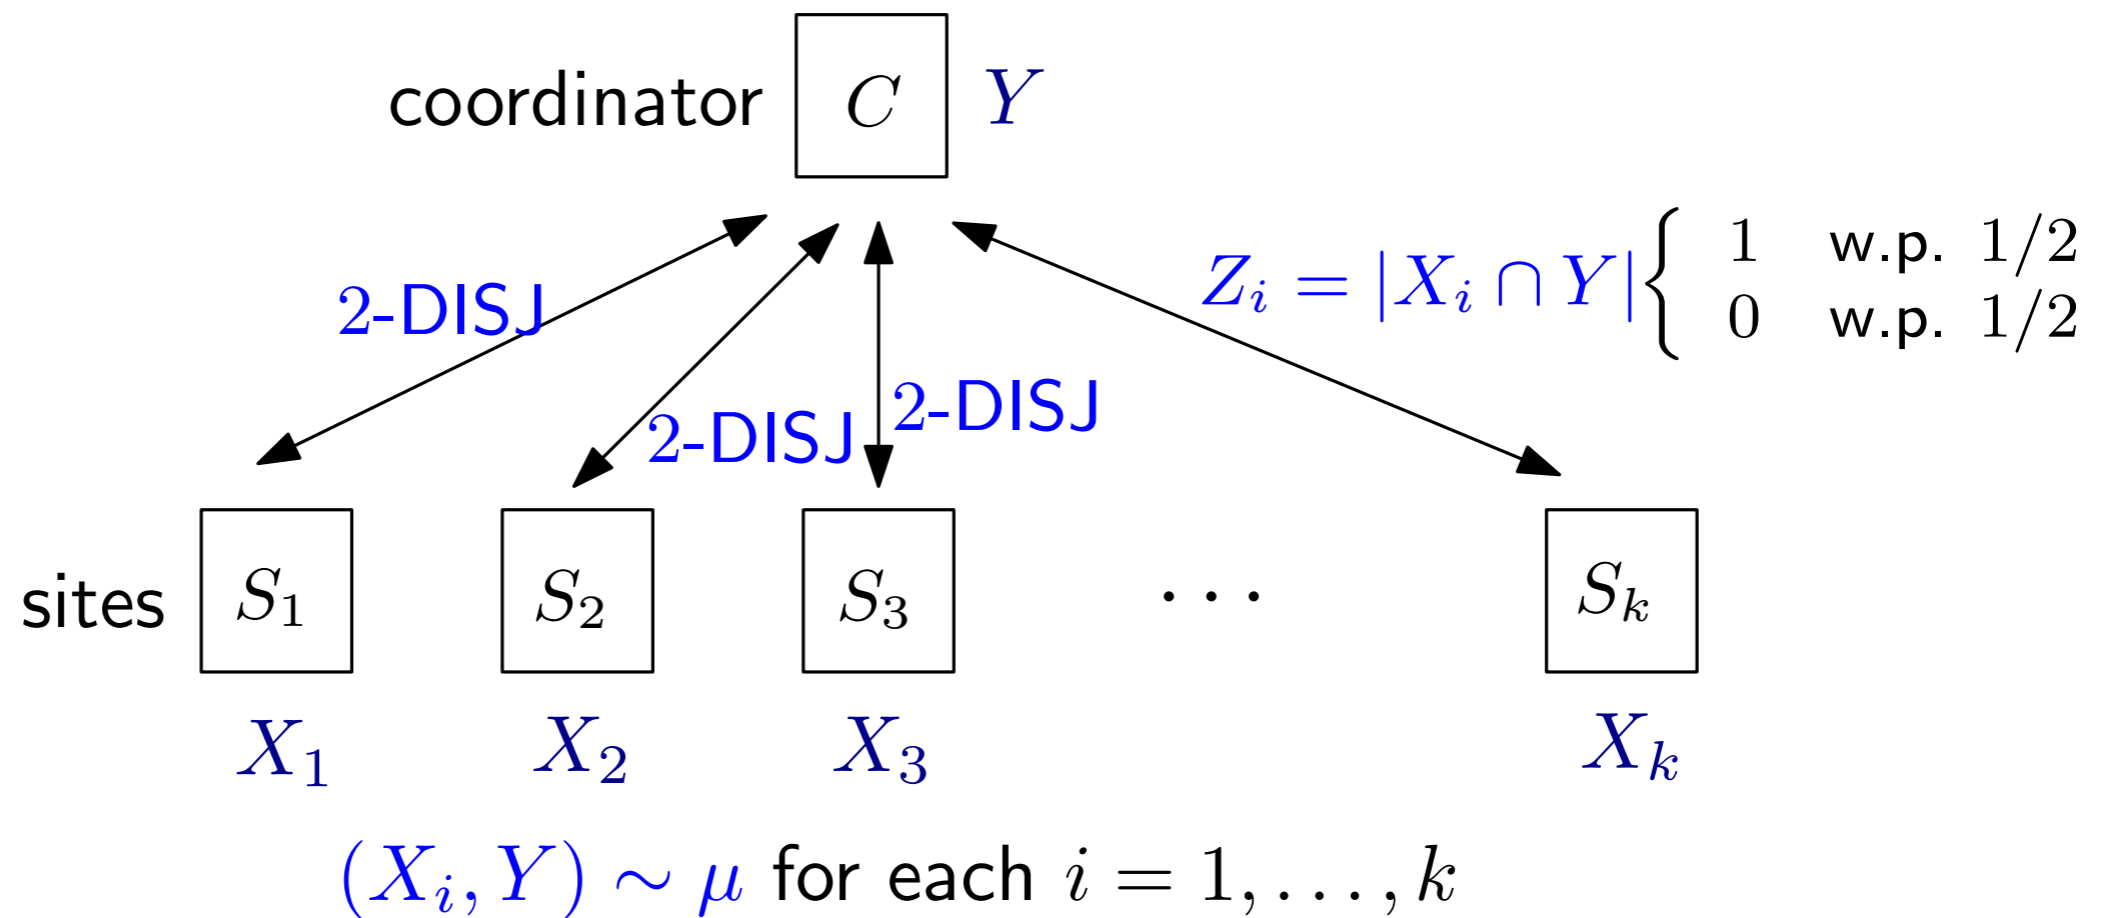 coordinator C Y
Z_i = |X_i ∩ Y| { 1 w.p. 1/2
0 w.p. 1/2
2-DISJ
2-DISJ
2-DISJ
sites S_1 S_2 S_3 ··· S_k
X_1 X_2 X_3 X_k
(X_i, Y) ∼ μ for each i = 1, . . . , k